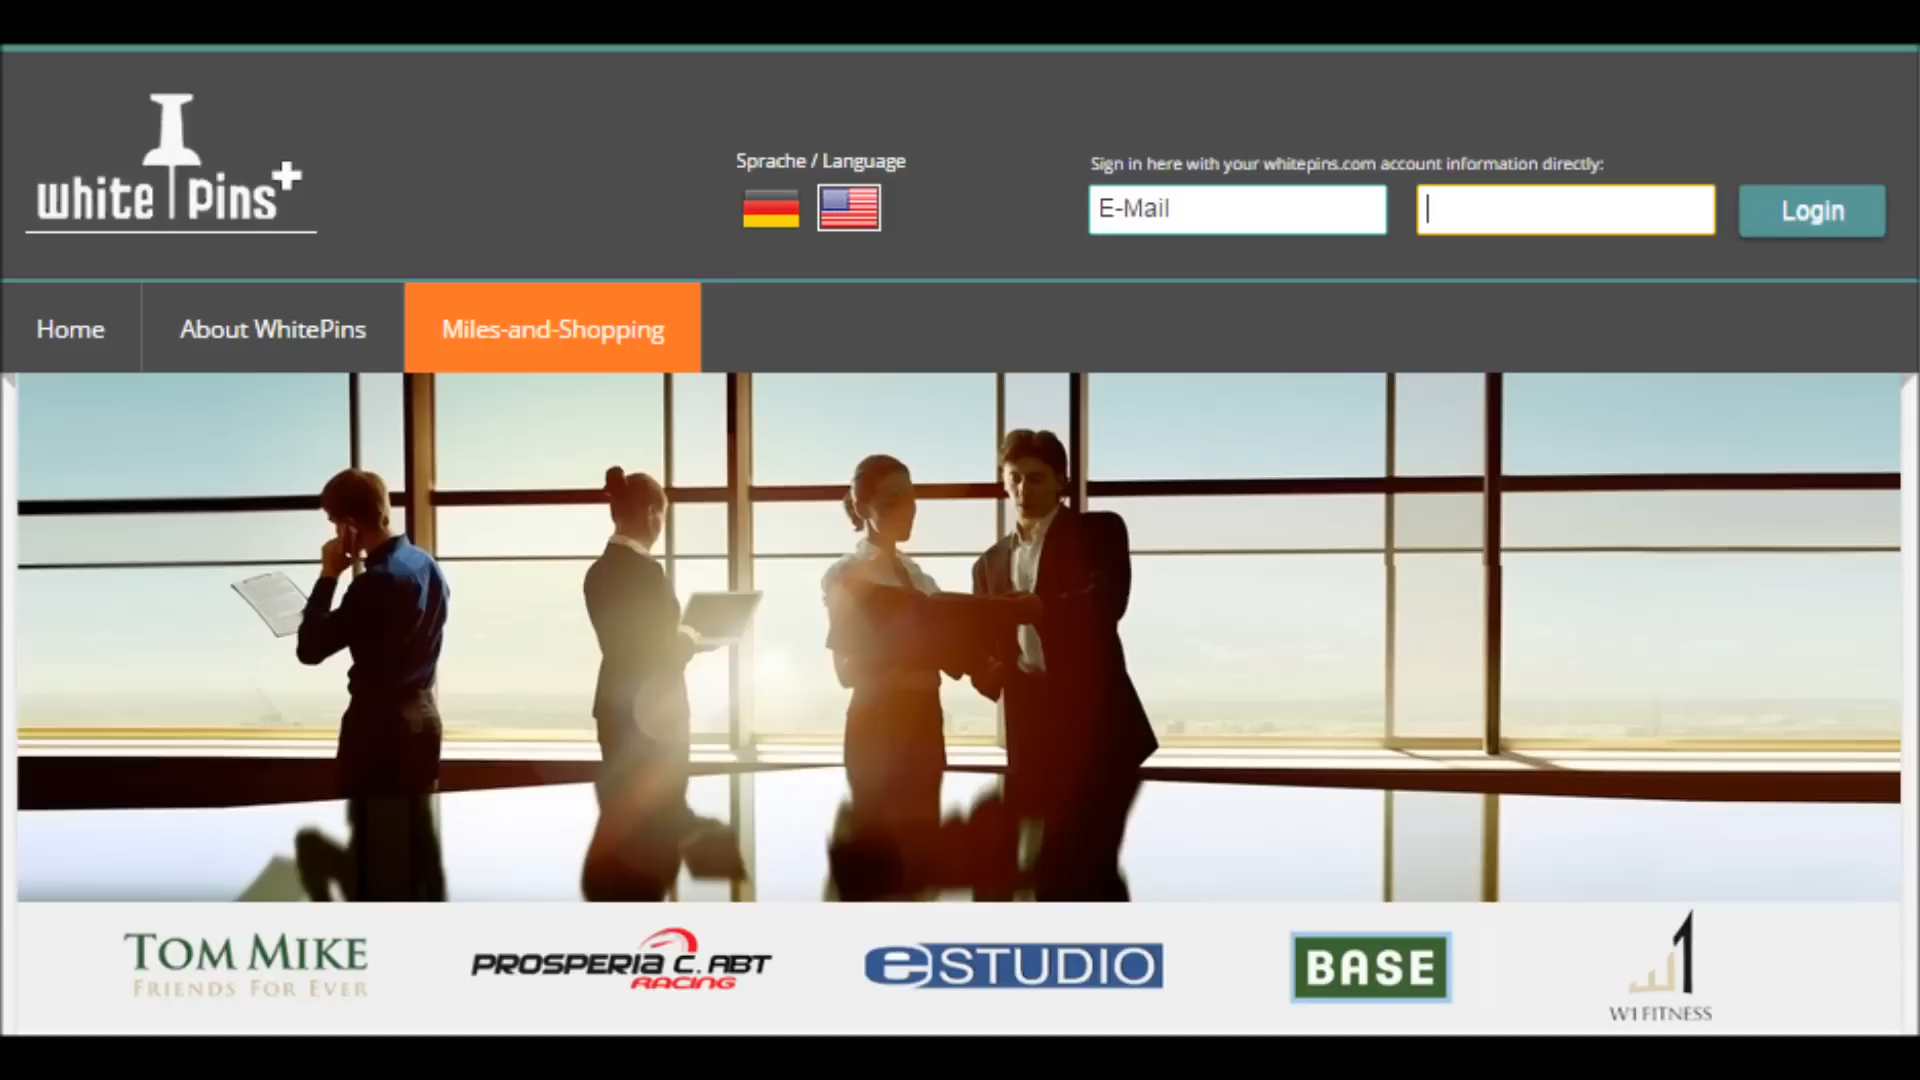 white Pins+
Sprache / Language
Sign in here with your whitepins.com account information directly:
E-Mail
Login
Home
About WhitePins
Miles-and-Shopping
TOM MIKE
FRIENDS FOR EVER
PROSPERIA C. ABT
RACING
eSTUDIO
BASE
W1
W1FITNESS